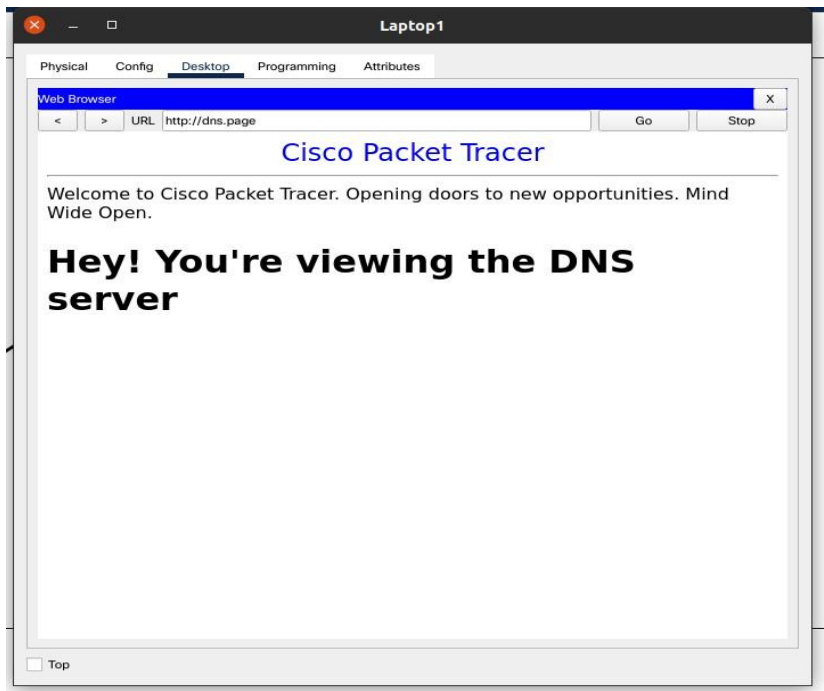 Laptop1
Physical Config Desktop Programming Attributes
Web Browser X
< > URL http://dns.page Go Stop
Cisco Packet Tracer
Welcome to Cisco Packet Tracer. Opening doors to new opportunities. Mind
Wide Open.
Hey! You're viewing the DNS
server
Top